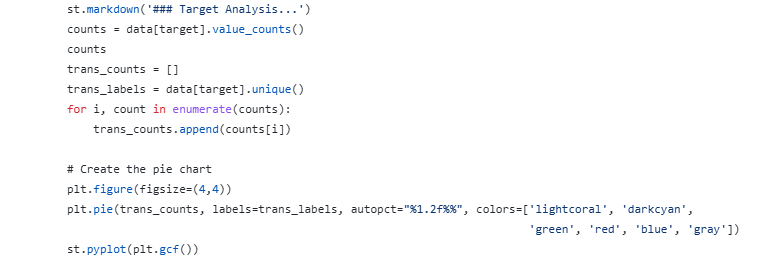 st.markdown('### Target Analysis...')
counts = data[target].value_counts()
counts
trans_counts = []
trans_labels = data[target].unique()
for i, count in enumerate(counts):
    trans_counts.append(counts[i])

# Create the pie chart
plt.figure(figsize=(4,4))
plt.pie(trans_counts, labels=trans_labels, autopct="%1.2f%%", colors=['lightcoral', 'darkcyan',
                                                                       'green', 'red', 'blue', 'gray'])
st.pyplot(plt.gcf())